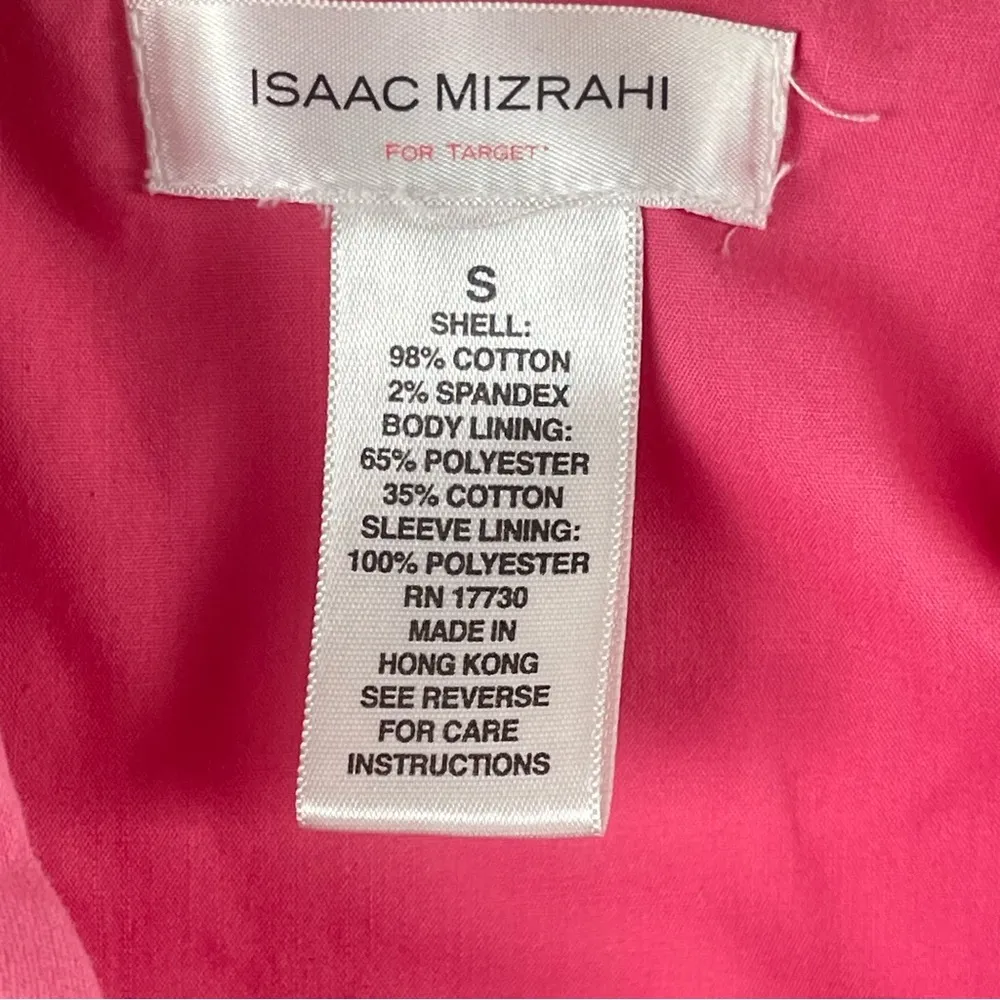 ISAAC MIZRAHI
FOR TARGET
S
SHELL:
98% COTTON
2% SPANDEX
BODY LINING:
65% POLYESTER
35% COTTON
SLEEVE LINING:
100% POLYESTER
RN 17730
MADE IN
HONG KONG
SEE REVERSE
FOR CARE
INSTRUCTIONS